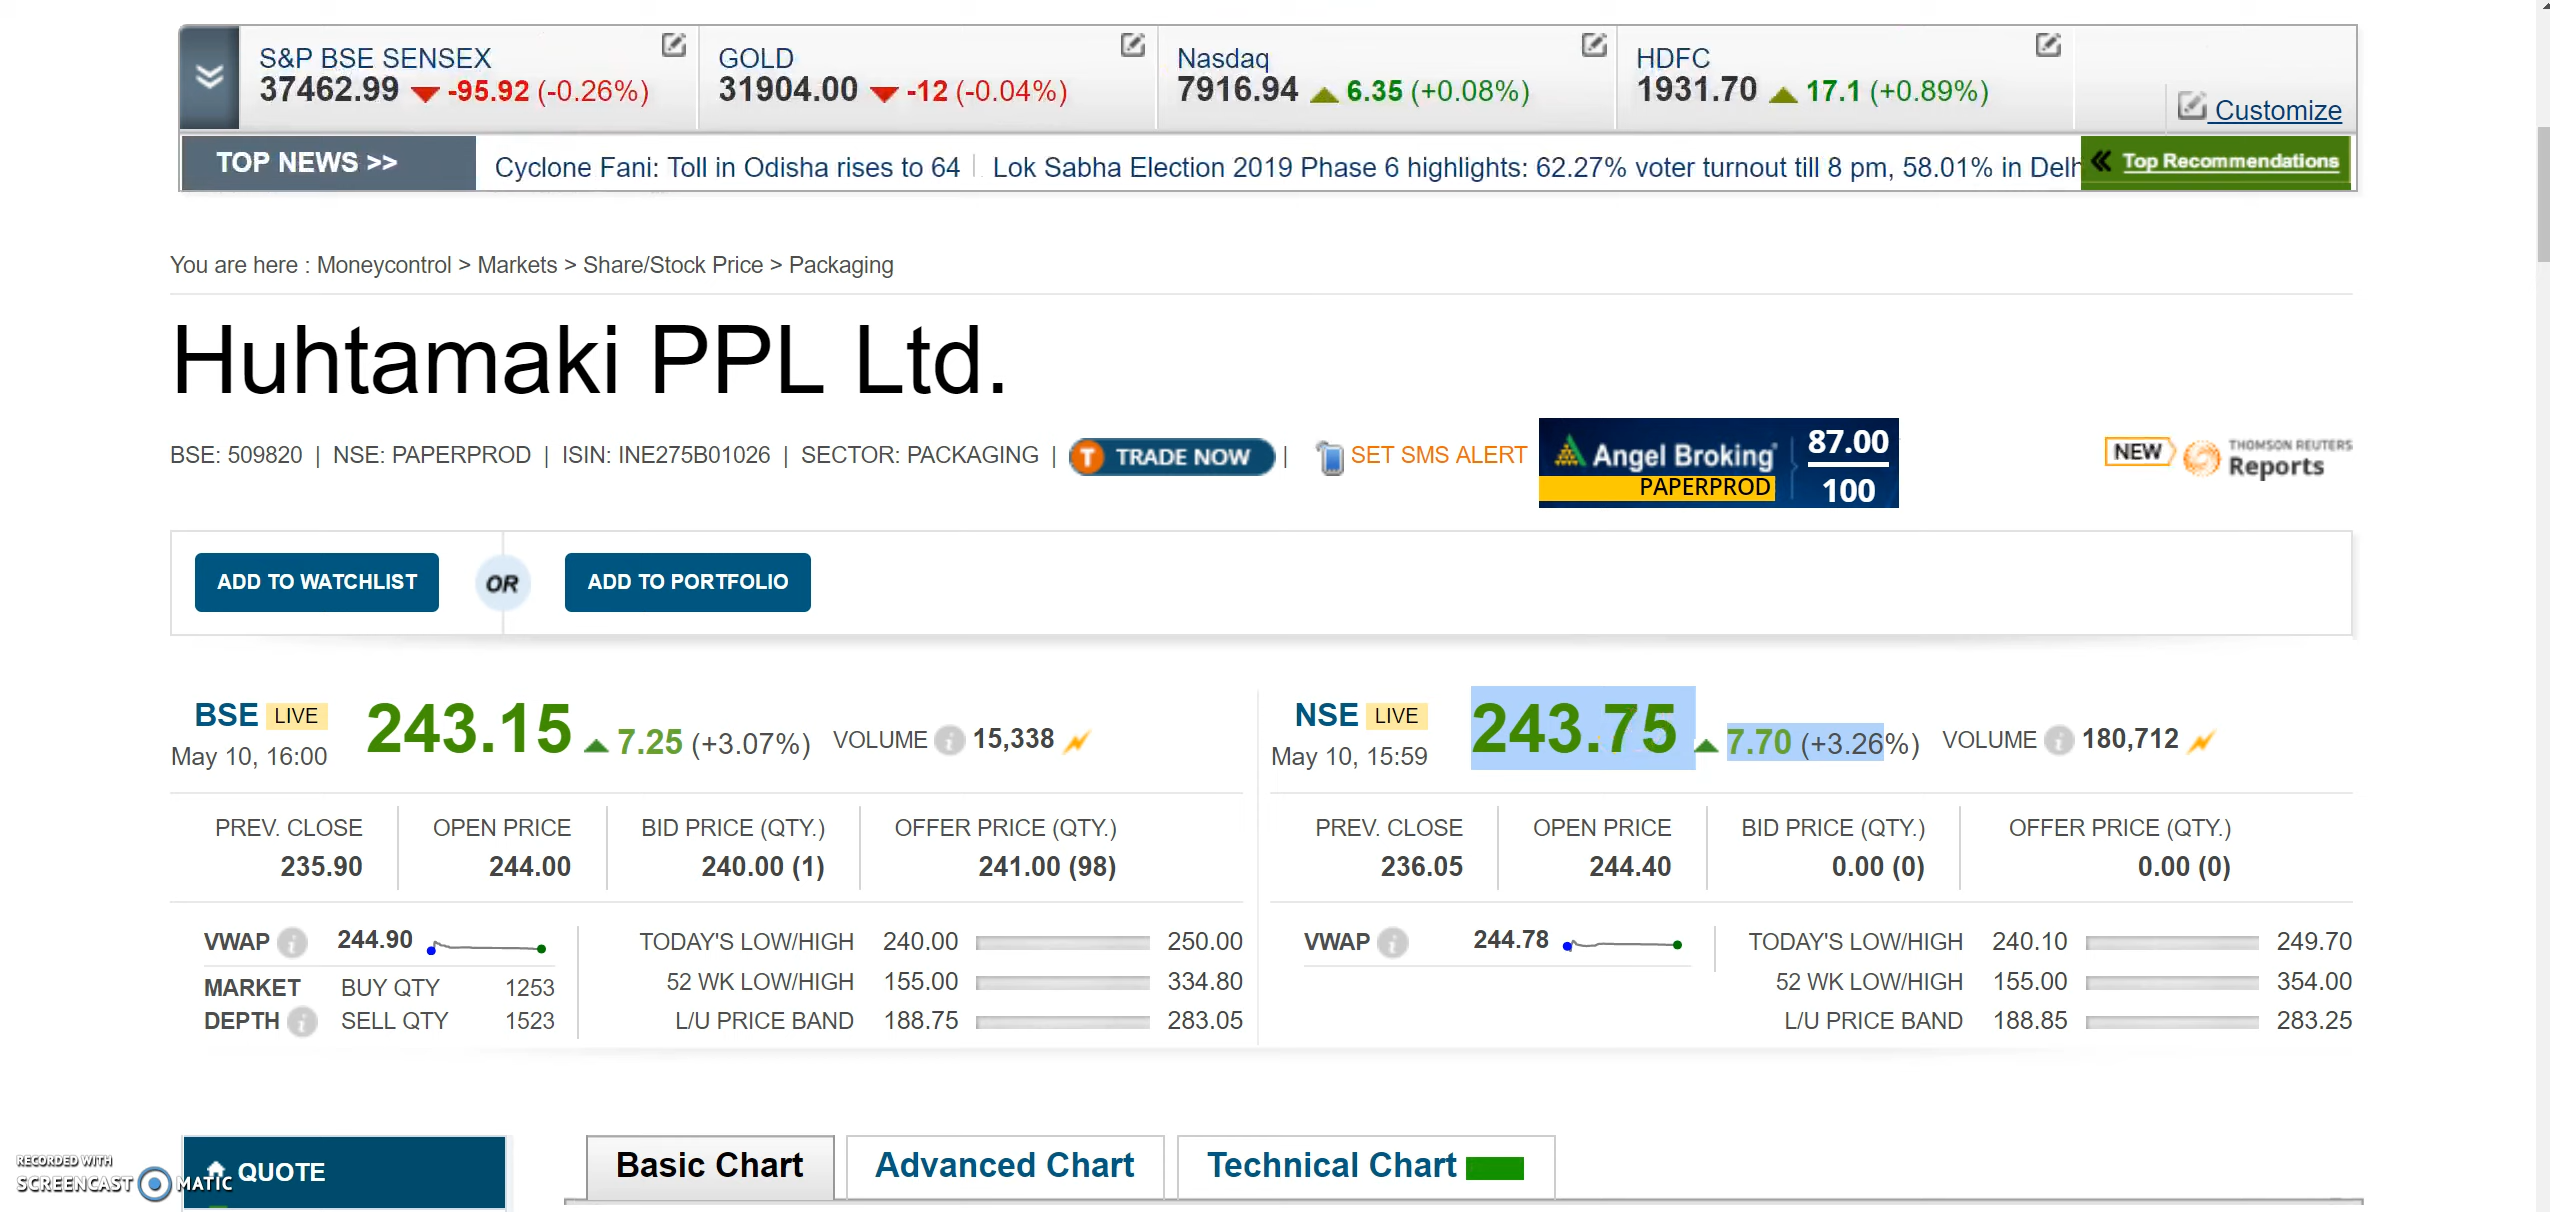 S&P BSE SENSEX
37462.99 -95.92 (-0.26%)
GOLD
31904.00 -12 (-0.04%)
Nasdaq
7916.94 6.35 (+0.08%)
HDFC
1931.70 17.1 (+0.89%)
Customize
TOP NEWS >> Cyclone Fani: Toll in Odisha rises to 64 | Lok Sabha Election 2019 Phase 6 highlights: 62.27% voter turnout till 8 pm, 58.01% in Delh
Top Recommendations
You are here : Moneycontrol > Markets > Share/Stock Price > Packaging
Huhtamaki PPL Ltd.
BSE: 509820 | NSE: PAPERPROD | ISIN: INE275B01026 | SECTOR: PACKAGING | T TRADE NOW | SET SMS ALERT
Angel Broking
PAPERPROD
87.00
100
NEW THOMSON REUTERS
Reports
ADD TO WATCHLIST OR ADD TO PORTFOLIO
BSE LIVE
May 10, 16:00
243.15 7.25 (+3.07%) VOLUME i 15,338
PREV. CLOSE OPEN PRICE BID PRICE (QTY.) OFFER PRICE (QTY.)
235.90 244.00 240.00 (1) 241.00 (98)
VWAP i 244.90
MARKET BUY QTY 1253
DEPTH i SELL QTY 1523
TODAY'S LOW/HIGH 240.00 250.00
52 WK LOW/HIGH 155.00 334.80
L/U PRICE BAND 188.75 283.05
NSE LIVE
May 10, 15:59
243.75 7.70 (+3.26%) VOLUME i 180,712
PREV. CLOSE OPEN PRICE BID PRICE (QTY.) OFFER PRICE (QTY.)
236.05 244.40 0.00 (0) 0.00 (0)
VWAP i 244.78
TODAY'S LOW/HIGH 240.10 249.70
52 WK LOW/HIGH 155.00 354.00
L/U PRICE BAND 188.85 283.25
QUOTE
Basic Chart Advanced Chart Technical Chart
RECORDED WITH
SCREENCAST MATIC